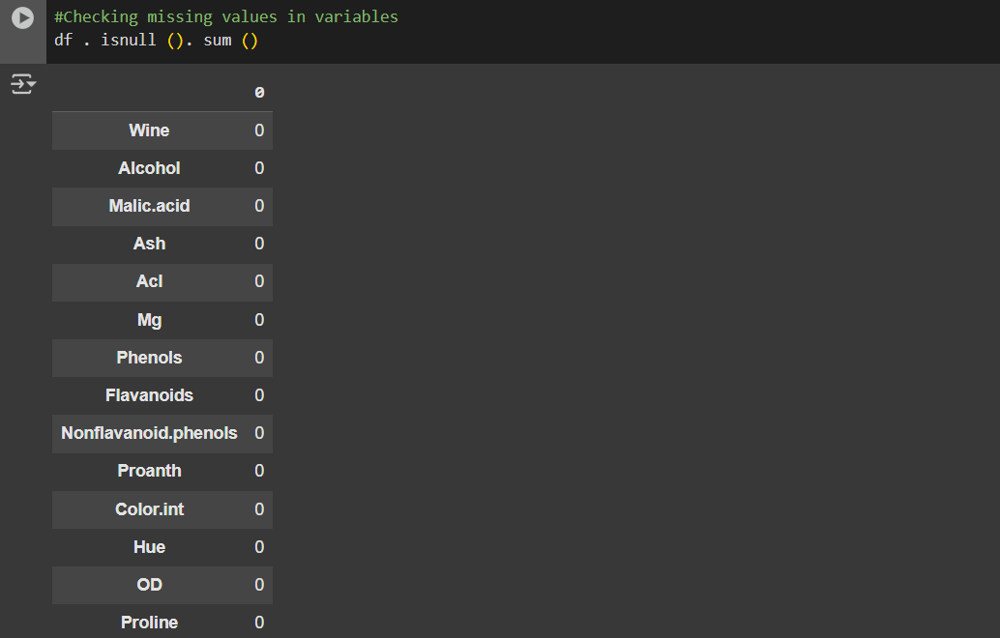 #Checking missing values in variables
df . isnull (). sum ()
0
Wine 0
Alcohol 0
Malic.acid 0
Ash 0
Acl 0
Mg 0
Phenols 0
Flavanoids 0
Nonflavanoid.phenols 0
Proanth 0
Color.int 0
Hue 0
OD 0
Proline 0